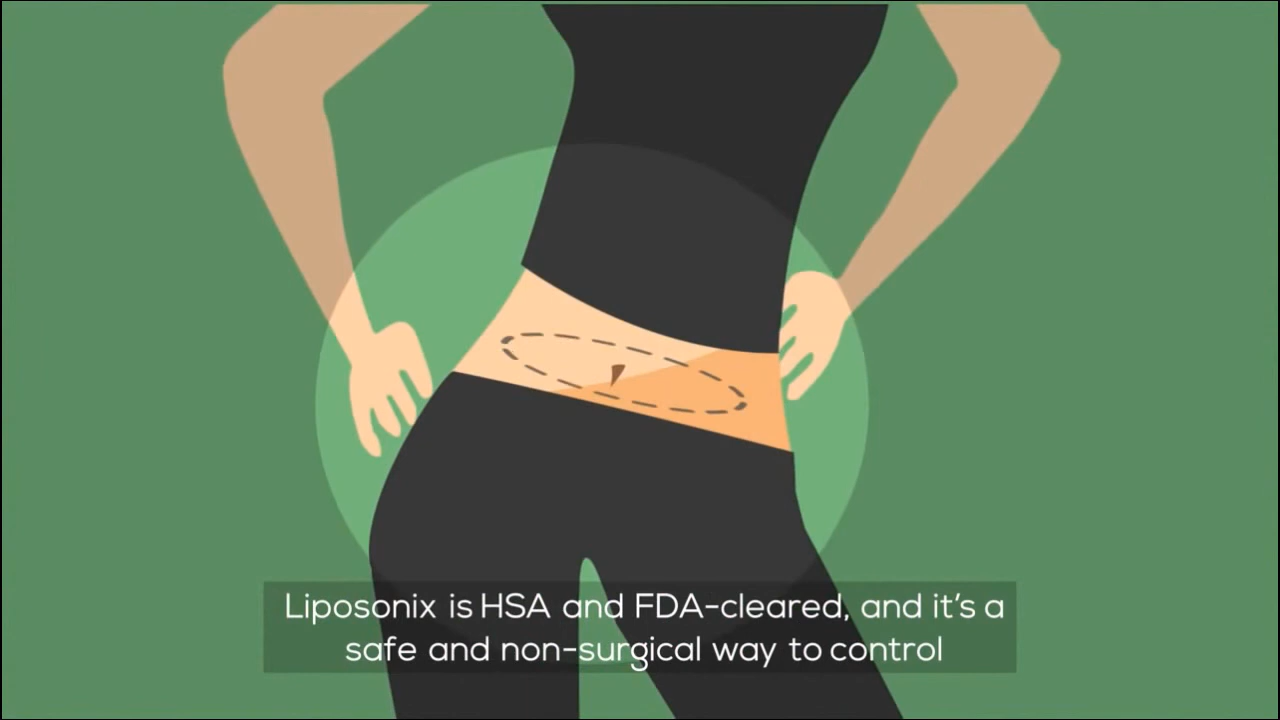 Liposonix is HSA and FDA-cleared, and it's a
safe and non-surgical way to control